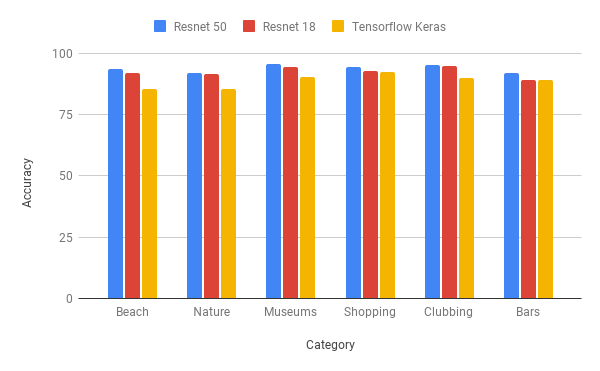 Resnet 50 Resnet 18 Tensorflow Keras
100
75
50
25
0
Accuracy
Beach Nature Museums Shopping Clubbing Bars
Category